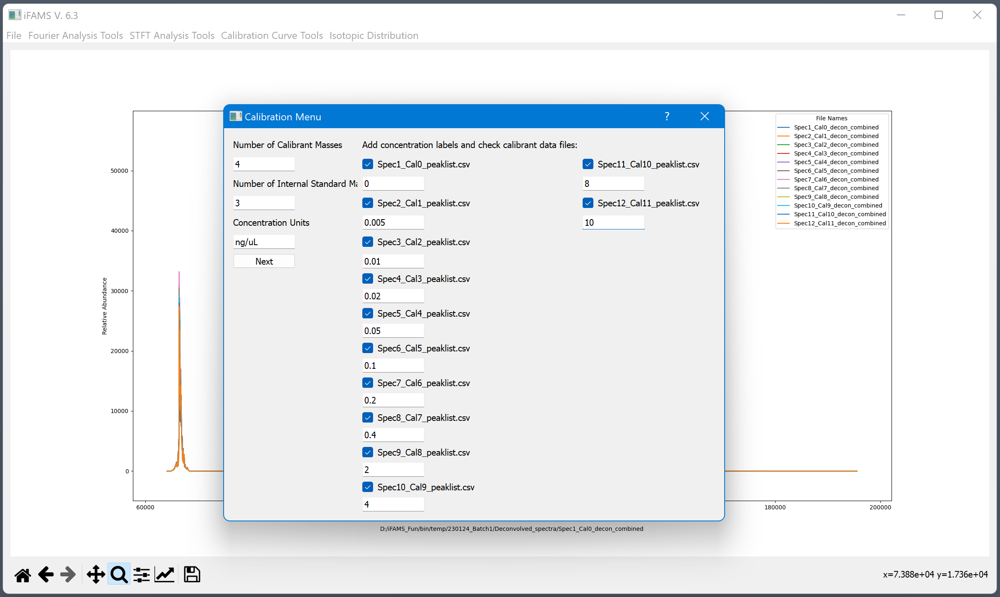 iFAMS V. 6.3
File Fourier Analysis Tools STFT Analysis Tools Calibration Curve Tools Isotopic Distribution
Calibration Menu ?
Number of Calibrant Masses
4
Number of Internal Standard Ma
3
Concentration Units
ng/uL
Next
Add concentration labels and check calibrant data files:
Spec1_Cal0_peaklist.csv
0
Spec2_Cal1_peaklist.csv
0.005
Spec3_Cal2_peaklist.csv
0.01
Spec4_Cal3_peaklist.csv
0.02
Spec5_Cal4_peaklist.csv
0.05
Spec6_Cal5_peaklist.csv
0.1
Spec7_Cal6_peaklist.csv
0.2
Spec8_Cal7_peaklist.csv
0.4
Spec9_Cal8_peaklist.csv
2
Spec10_Cal9_peaklist.csv
4
Spec11_Cal10_peaklist.csv
8
Spec12_Cal11_peaklist.csv
10
File Names
Spec1_Cal0_decon_combined
Spec2_Cal1_decon_combined
Spec3_Cal2_decon_combined
Spec4_Cal3_decon_combined
Spec5_Cal4_decon_combined
Spec6_Cal5_decon_combined
Spec7_Cal6_decon_combined
Spec8_Cal7_decon_combined
Spec9_Cal8_decon_combined
Spec10_Cal9_decon_combined
Spec11_Cal10_decon_combined
Spec12_Cal11_decon_combined
Relative Abundance
50000
40000
30000
20000
10000
0
60000 180000 200000
D:/iFAMS_Fun/bin/temp/230124_Batch1/Deconvolved_spectra/Spec1_Cal0_decon_combined
x=7.388e+04 y=1.736e+04